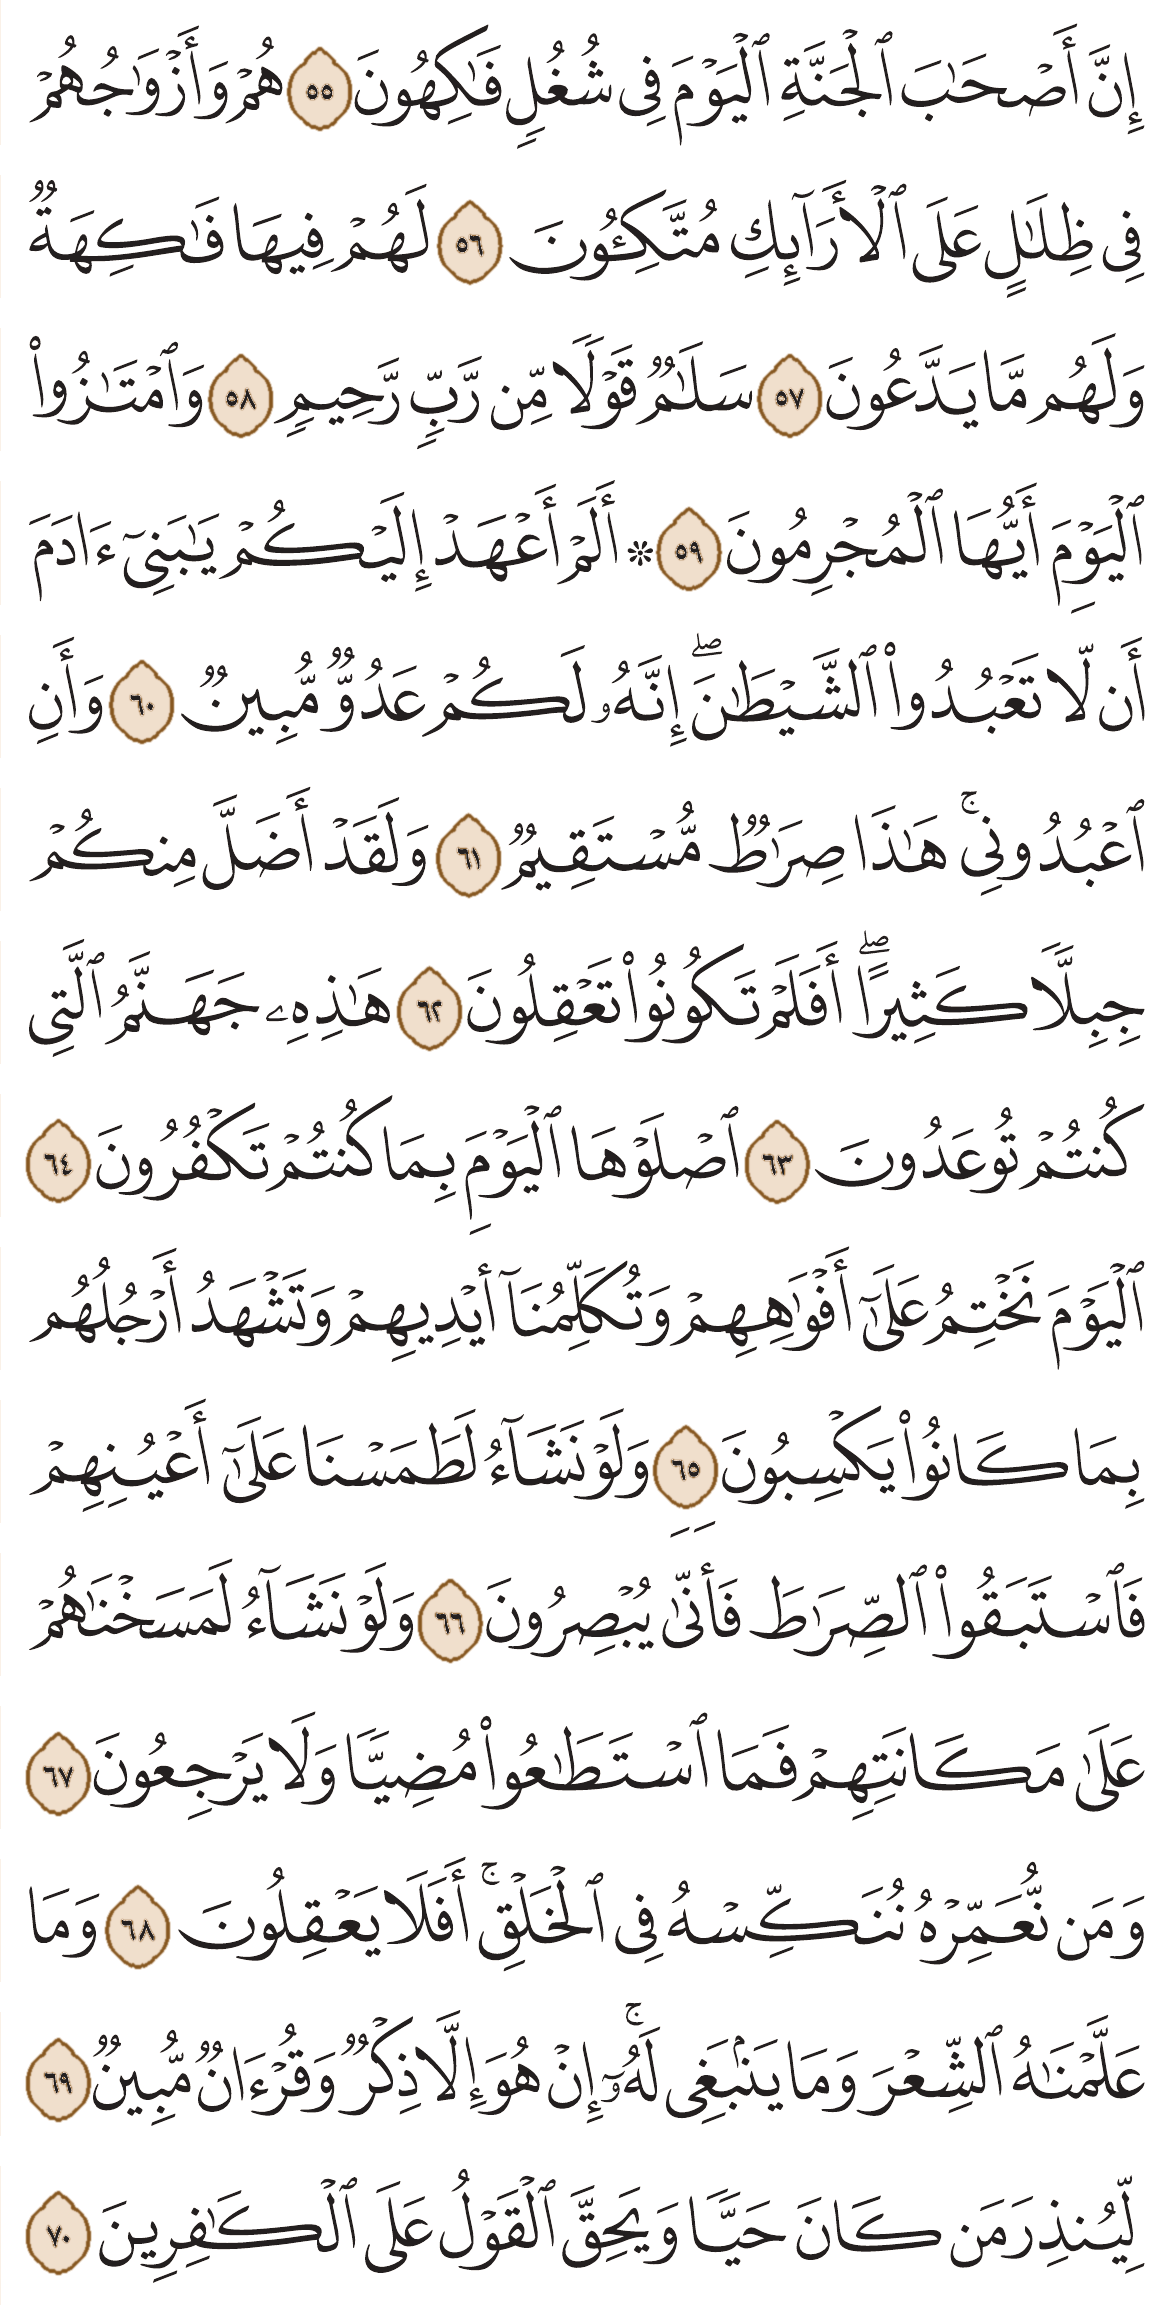 إِنَّ أَصْحَٰبَ ٱلْجَنَّةِ ٱلْيَوْمَ فِى شُغُلٍ فَٰكِهُونَ ٥٥ هُمْ وَأَزْوَٰجُهُمْ
فِى ظِلَٰلٍ عَلَى ٱلْأَرَآئِكِ مُتَّكِـُٔونَ ٥٦ لَهُمْ فِيهَا فَٰكِهَةٌ
وَلَهُم مَّا يَدَّعُونَ ٥٧ سَلَٰمٌ قَوْلًا مِّن رَّبٍّ رَّحِيمٍ ٥٨ وَٱمْتَٰزُوا۟
ٱلْيَوْمَ أَيُّهَا ٱلْمُجْرِمُونَ ٥٩ ۞ أَلَمْ أَعْهَدْ إِلَيْكُمْ يَٰبَنِىٓ ءَادَمَ
أَن لَّا تَعْبُدُوا۟ ٱلشَّيْطَٰنَ ۖ إِنَّهُۥ لَكُمْ عَدُوٌّ مُّبِينٌ ٦٠ وَأَنِ
ٱعْبُدُونِى ۚ هَٰذَا صِرَٰطٌ مُّسْتَقِيمٌ ٦١ وَلَقَدْ أَضَلَّ مِنكُمْ
جِبِلًّا كَثِيرًا ۖ أَفَلَمْ تَكُونُوا۟ تَعْقِلُونَ ٦٢ هَٰذِهِۦ جَهَنَّمُ ٱلَّتِى
كُنتُمْ تُوعَدُونَ ٦٣ ٱصْلَوْهَا ٱلْيَوْمَ بِمَا كُنتُمْ تَكْفُرُونَ ٦٤
ٱلْيَوْمَ نَخْتِمُ عَلَىٰٓ أَفْوَٰهِهِمْ وَتُكَلِّمُنَآ أَيْدِيهِمْ وَتَشْهَدُ أَرْجُلُهُم
بِمَا كَانُوا۟ يَكْسِبُونَ ٦٥ وَلَوْ نَشَآءُ لَطَمَسْنَا عَلَىٰٓ أَعْيُنِهِمْ
فَٱسْتَبَقُوا۟ ٱلصِّرَٰطَ فَأَنَّىٰ يُبْصِرُونَ ٦٦ وَلَوْ نَشَآءُ لَمَسَخْنَٰهُمْ
عَلَىٰ مَكَانَتِهِمْ فَمَا ٱسْتَطَٰعُوا۟ مُضِيًّا وَلَا يَرْجِعُونَ ٦٧
وَمَن نُّعَمِّرْهُ نُنَكِّسْهُ فِى ٱلْخَلْقِ ۚ أَفَلَا يَعْقِلُونَ ٦٨ وَمَا
عَلَّمْنَٰهُ ٱلشِّعْرَ وَمَا يَنۢبَغِى لَهُۥٓ ۚ إِنْ هُوَ إِلَّا ذِكْرٌ وَقُرْءَانٌ مُّبِينٌ ٦٩
لِّيُنذِرَ مَن كَانَ حَيًّا وَيَحِقَّ ٱلْقَوْلُ عَلَى ٱلْكَٰفِرِينَ ٧٠